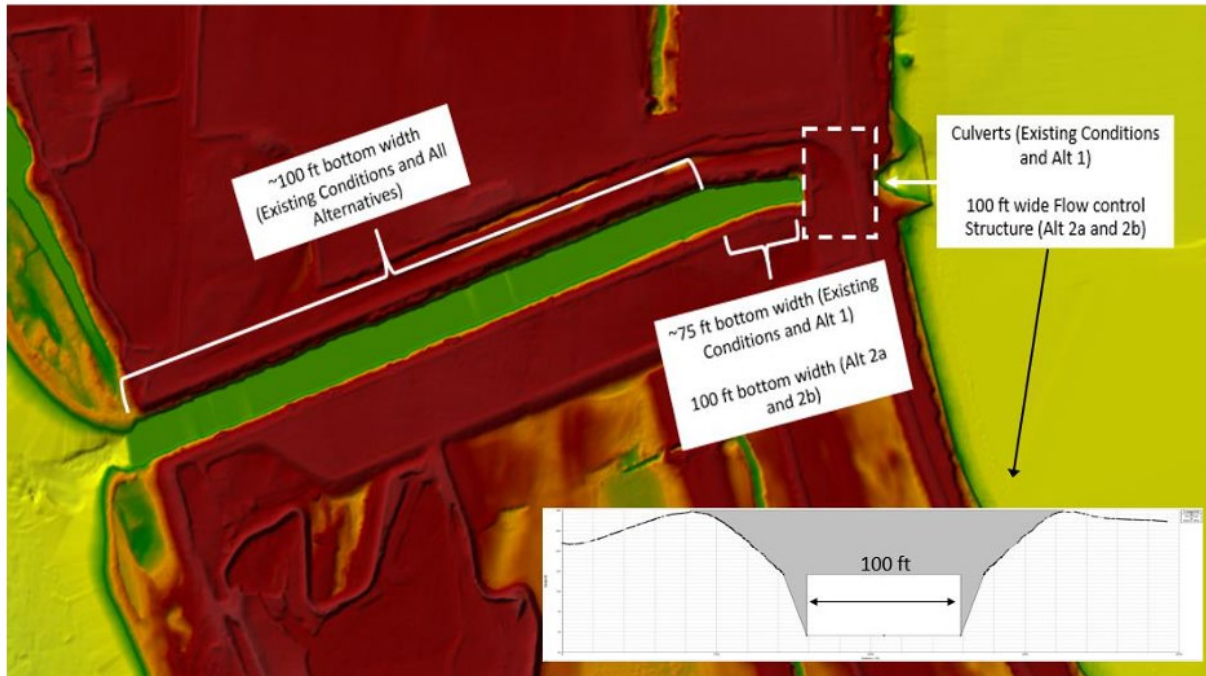 ~100 ft bottom width
(Existing Conditions and All
Alternatives)
Culverts (Existing Conditions
and Alt 1)
100 ft wide Flow control
Structure (Alt 2a and 2b)
~75 ft bottom width (Existing
Conditions and Alt 1)
100 ft bottom width (Alt 2a
and 2b)
100 ft